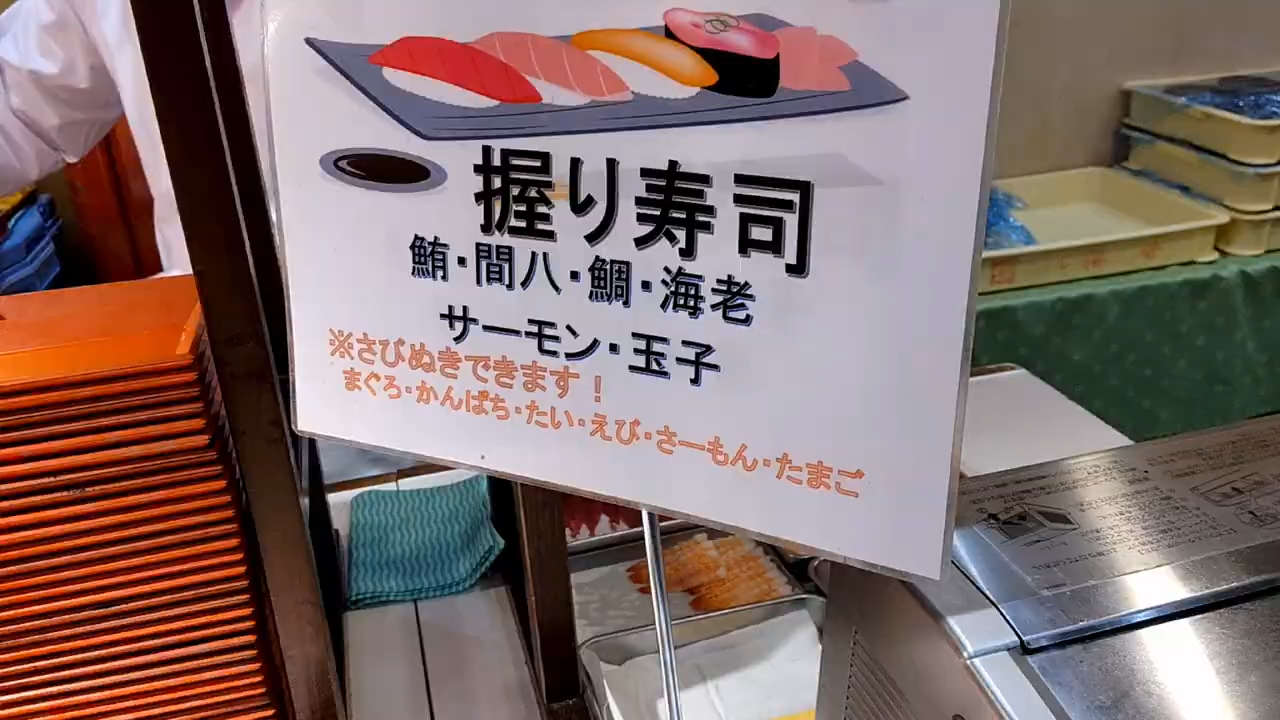 握り寿司
鮪・間八・鯛・海老
サーモン・玉子
※さびぬきできます！
まぐろ・かんぱち・たい・えび・さーもん・たまご